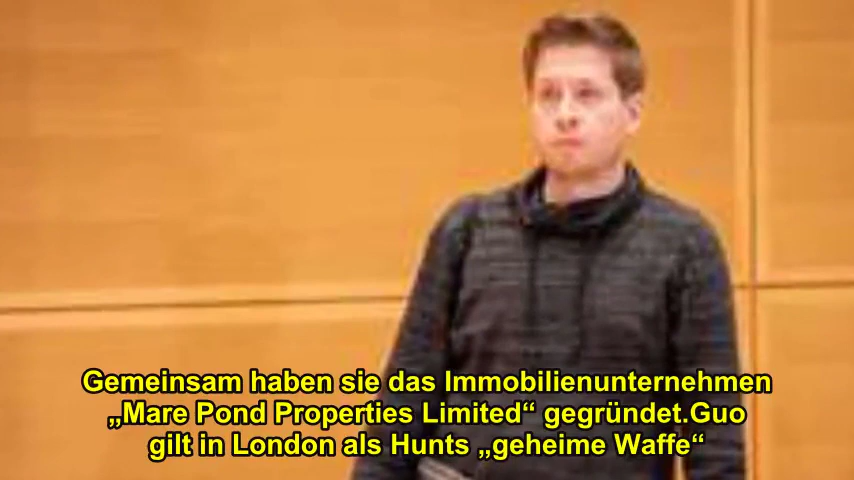 Gemeinsam haben sie das Immobilienunternehmen
„Mare Pond Properties Limited“ gegründet.Guo
gilt in London als Hunts „geheime Waffe“